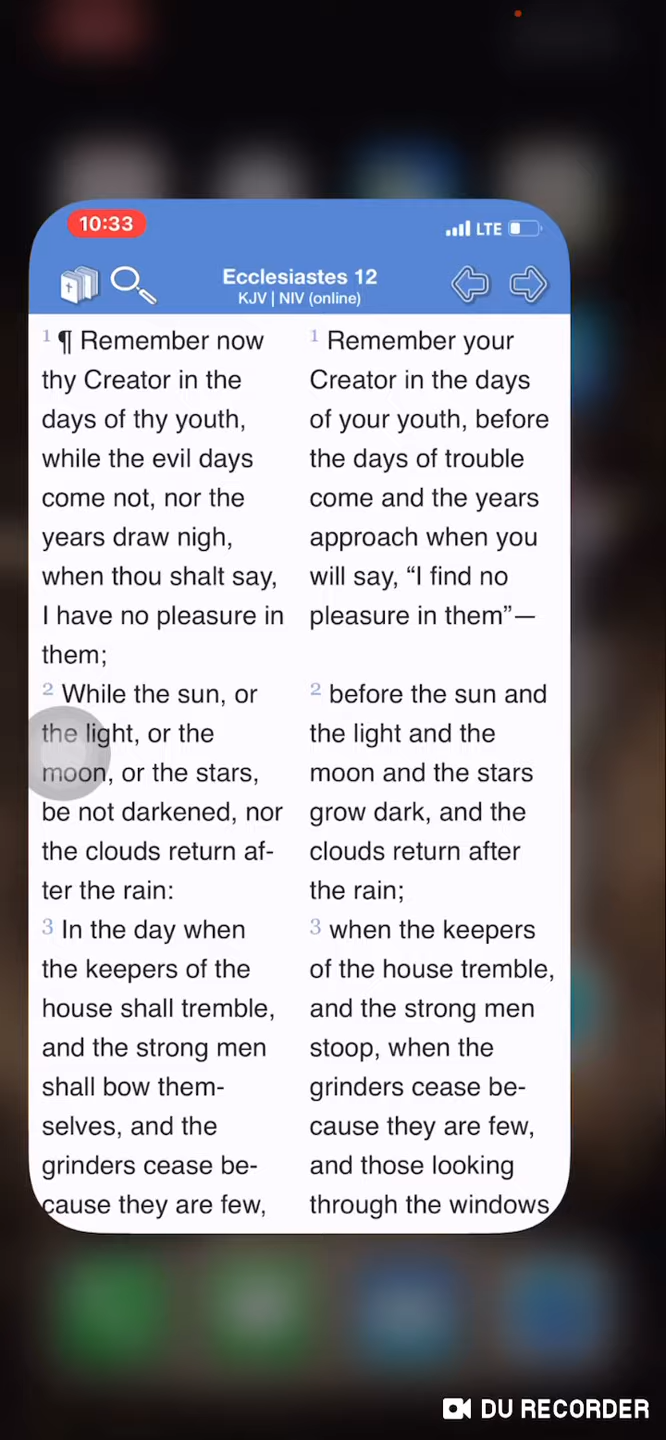 10:33
LTE
Ecclesiastes 12
KJV | NIV (online)
1 ¶ Remember now
thy Creator in the
days of thy youth,
while the evil days
come not, nor the
years draw nigh,
when thou shalt say,
I have no pleasure in
them;
2 While the sun, or
the light, or the
moon, or the stars,
be not darkened, nor
the clouds return af-
ter the rain:
3 In the day when
the keepers of the
house shall tremble,
and the strong men
shall bow them-
selves, and the
grinders cease be-
cause they are few,
1 Remember your
Creator in the days
of your youth, before
the days of trouble
come and the years
approach when you
will say, “I find no
pleasure in them”—
2 before the sun and
the light and the
moon and the stars
grow dark, and the
clouds return after
the rain;
3 when the keepers
of the house tremble,
and the strong men
stoop, when the
grinders cease be-
cause they are few,
and those looking
through the windows
DU RECORDER